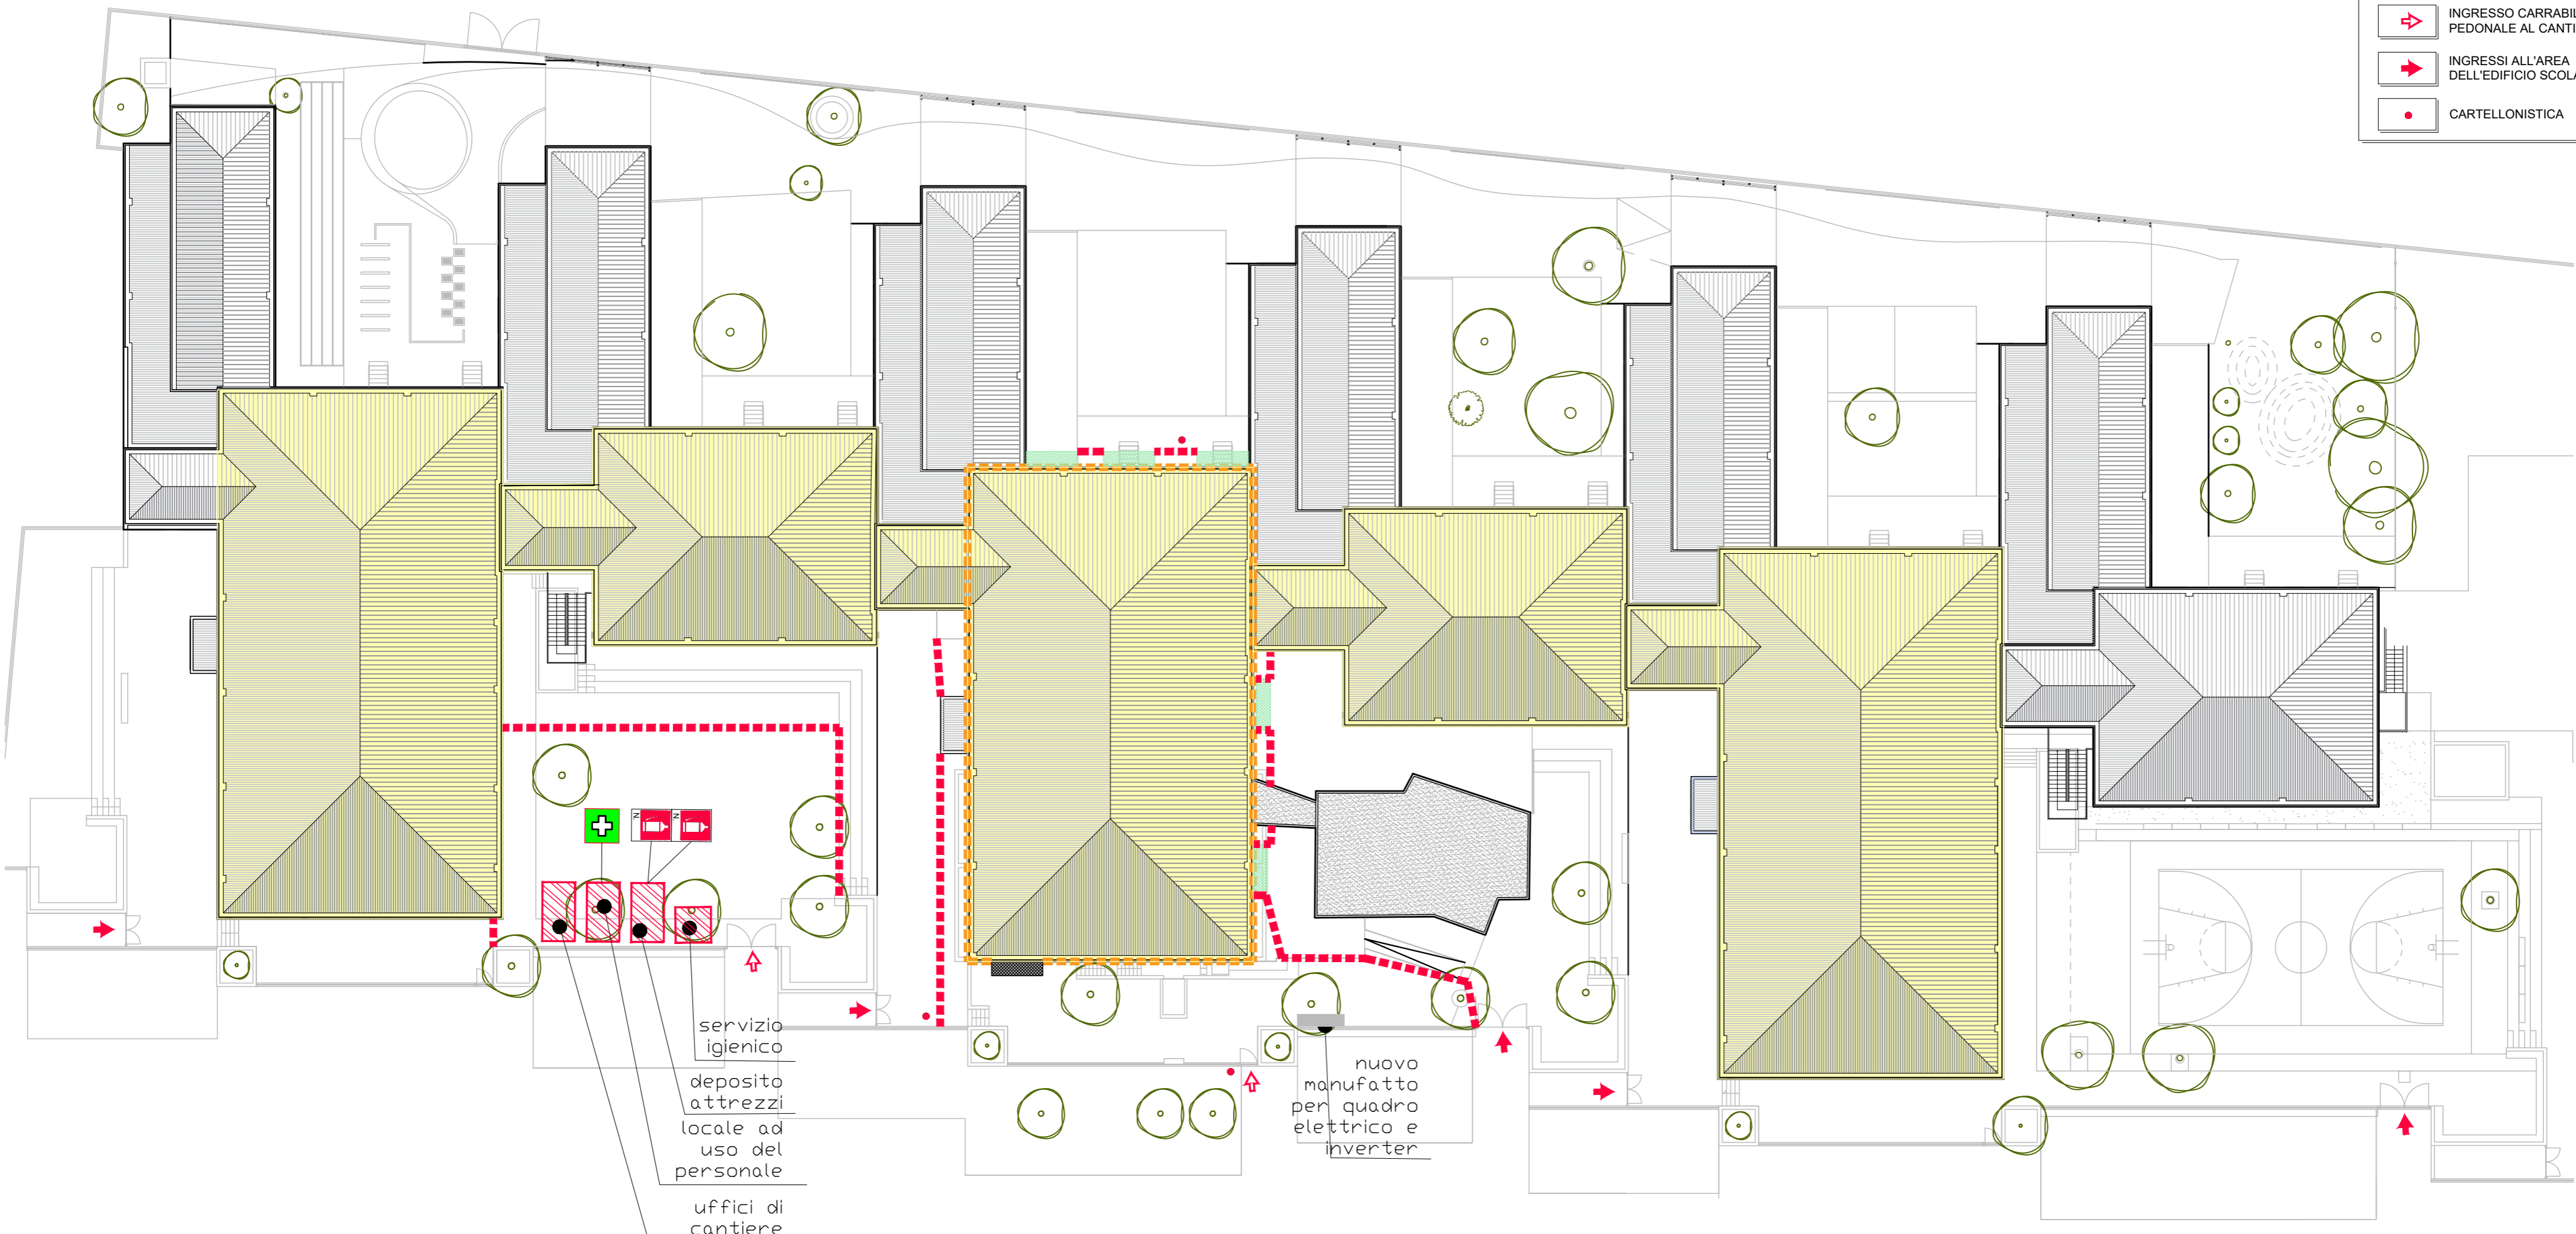 INGRESSO CARRABIL
PEDONALE AL CANTI
INGRESSI ALL'AREA
DELL'EDIFICIO SCOLA
CARTELLONISTICA
N
N
servizio
igienico
deposito
attrezzi
locale ad
uso del
personale
uffici di
cantiere
nuovo
manufatto
per quadro
elettrico e
inverter